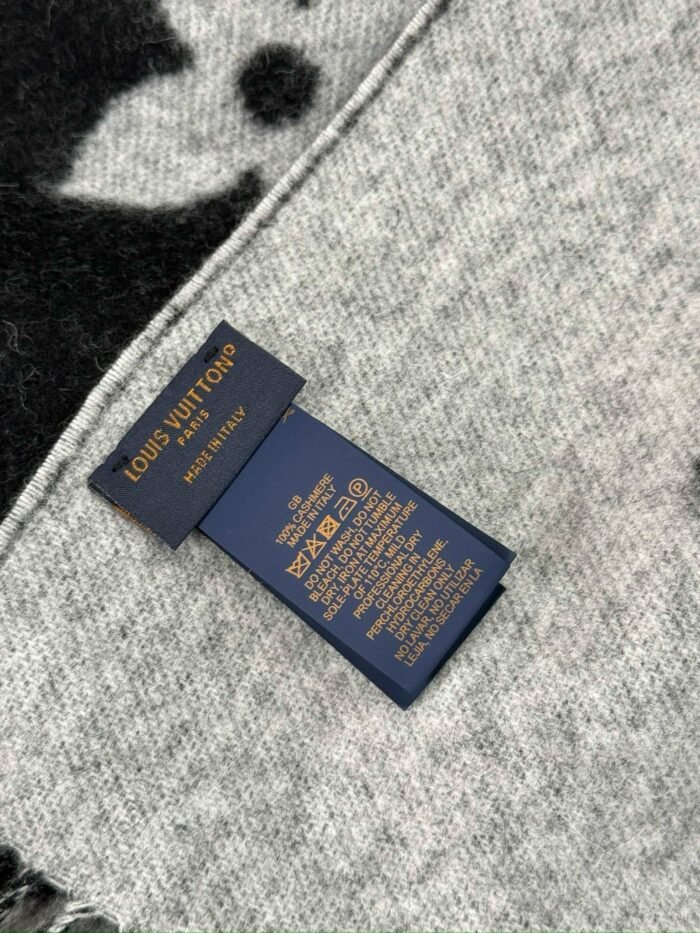 LOUIS VUITTON®
PARIS
MADE IN ITALY
GB
100% CASHMERE
MADE IN ITALY
P
DO NOT WASH, DO NOT
BLEACH, DO NOT TUMBLE
DRY, IRON AT MAXIMUM
SOLE-PLATE TEMPERATURE
OF 110°C, MILD
PROFESSIONAL DRY
CLEANING IN
PERCHLOROETHYLENE,
HYDROCARBONS
DRY CLEAN ONLY.
NO LAVAR, NO UTILIZAR
LEJIA, NO SECAR EN LA